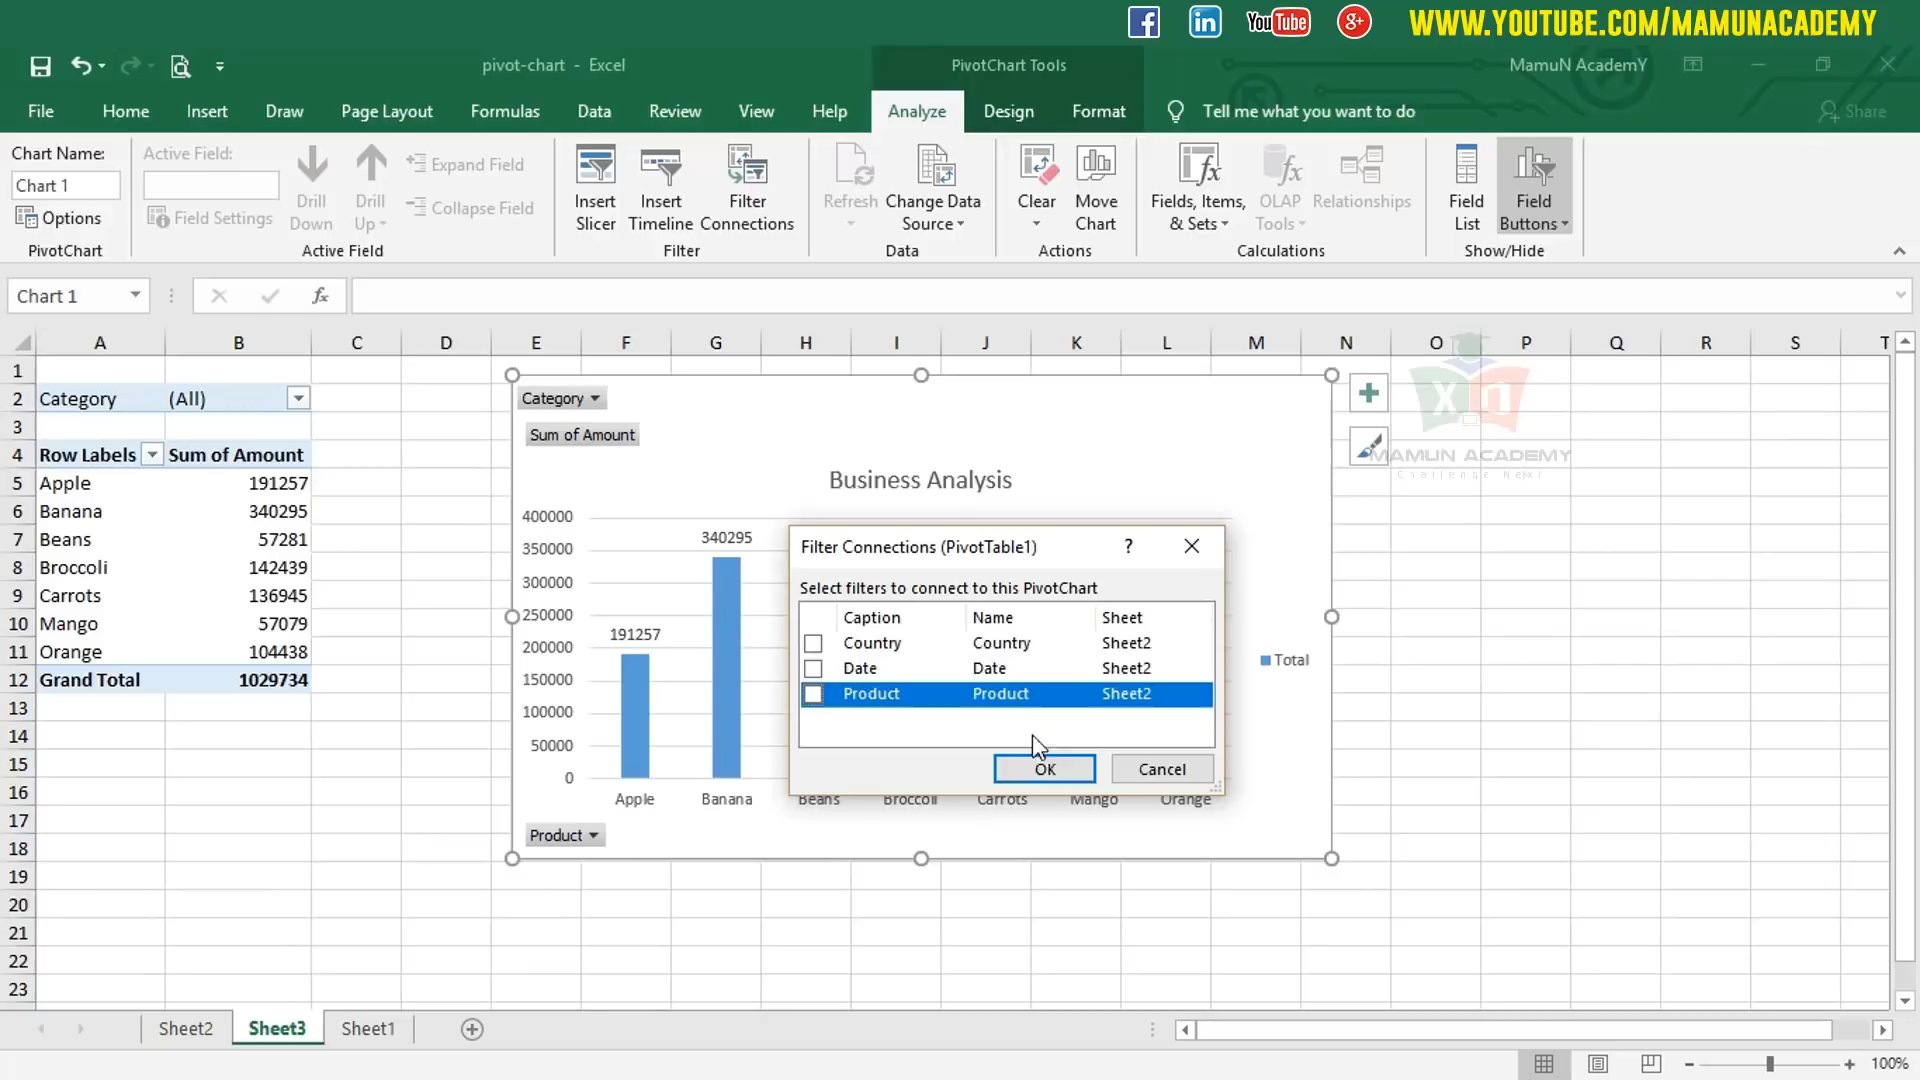 You Tube g+ WWW.YOUTUBE.COM/MAMUNACADEMY
pivot-chart - Excel PivotChart Tools MamuN AcademY
File Home Insert Draw Page Layout Formulas Data Review View Help Analyze Design Format Tell me what you want to do Share
Chart Name: Active Field:
Chart 1
Options Field Settings
Drill Down
Drill Up
Expand Field
Collapse Field
Insert Slicer
Insert Timeline
Filter Connections
Refresh
Change Data Source
Clear
Move Chart
Fields, Items, & Sets
OLAP Tools
Relationships
Field List
Field Buttons
PivotChart Active Field Filter Data Actions Calculations Show/Hide
Chart 1 fx
A B C D E F G H I J K L M N O P Q R S T
1
2 Category (All)
3
4 Row Labels Sum of Amount
5 Apple 191257
6 Banana 340295
7 Beans 57281
8 Broccoli 142439
9 Carrots 136945
10 Mango 57079
11 Orange 104438
12 Grand Total 1029734
13
14
15
16
17
18
19
20
21
22
23
Category
Sum of Amount
Business Analysis
400000
350000
300000
250000
200000
150000
100000
50000
0
191257
340295
Apple Banana Beans Broccoli Carrots Mango Orange
Total
Product
Filter Connections (PivotTable1) ?
Select filters to connect to this PivotChart
Caption Name Sheet
Country Country Sheet2
Date Date Sheet2
Product Product Sheet2
OK Cancel
MAMUN ACADEMY
Challenge Next
Sheet2 Sheet3 Sheet1
100%